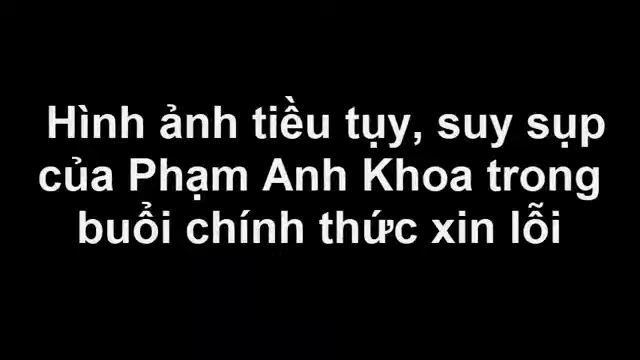 Hình ảnh tiều tụy, suy sụp
của Phạm Anh Khoa trong
buổi chính thức xin lỗi